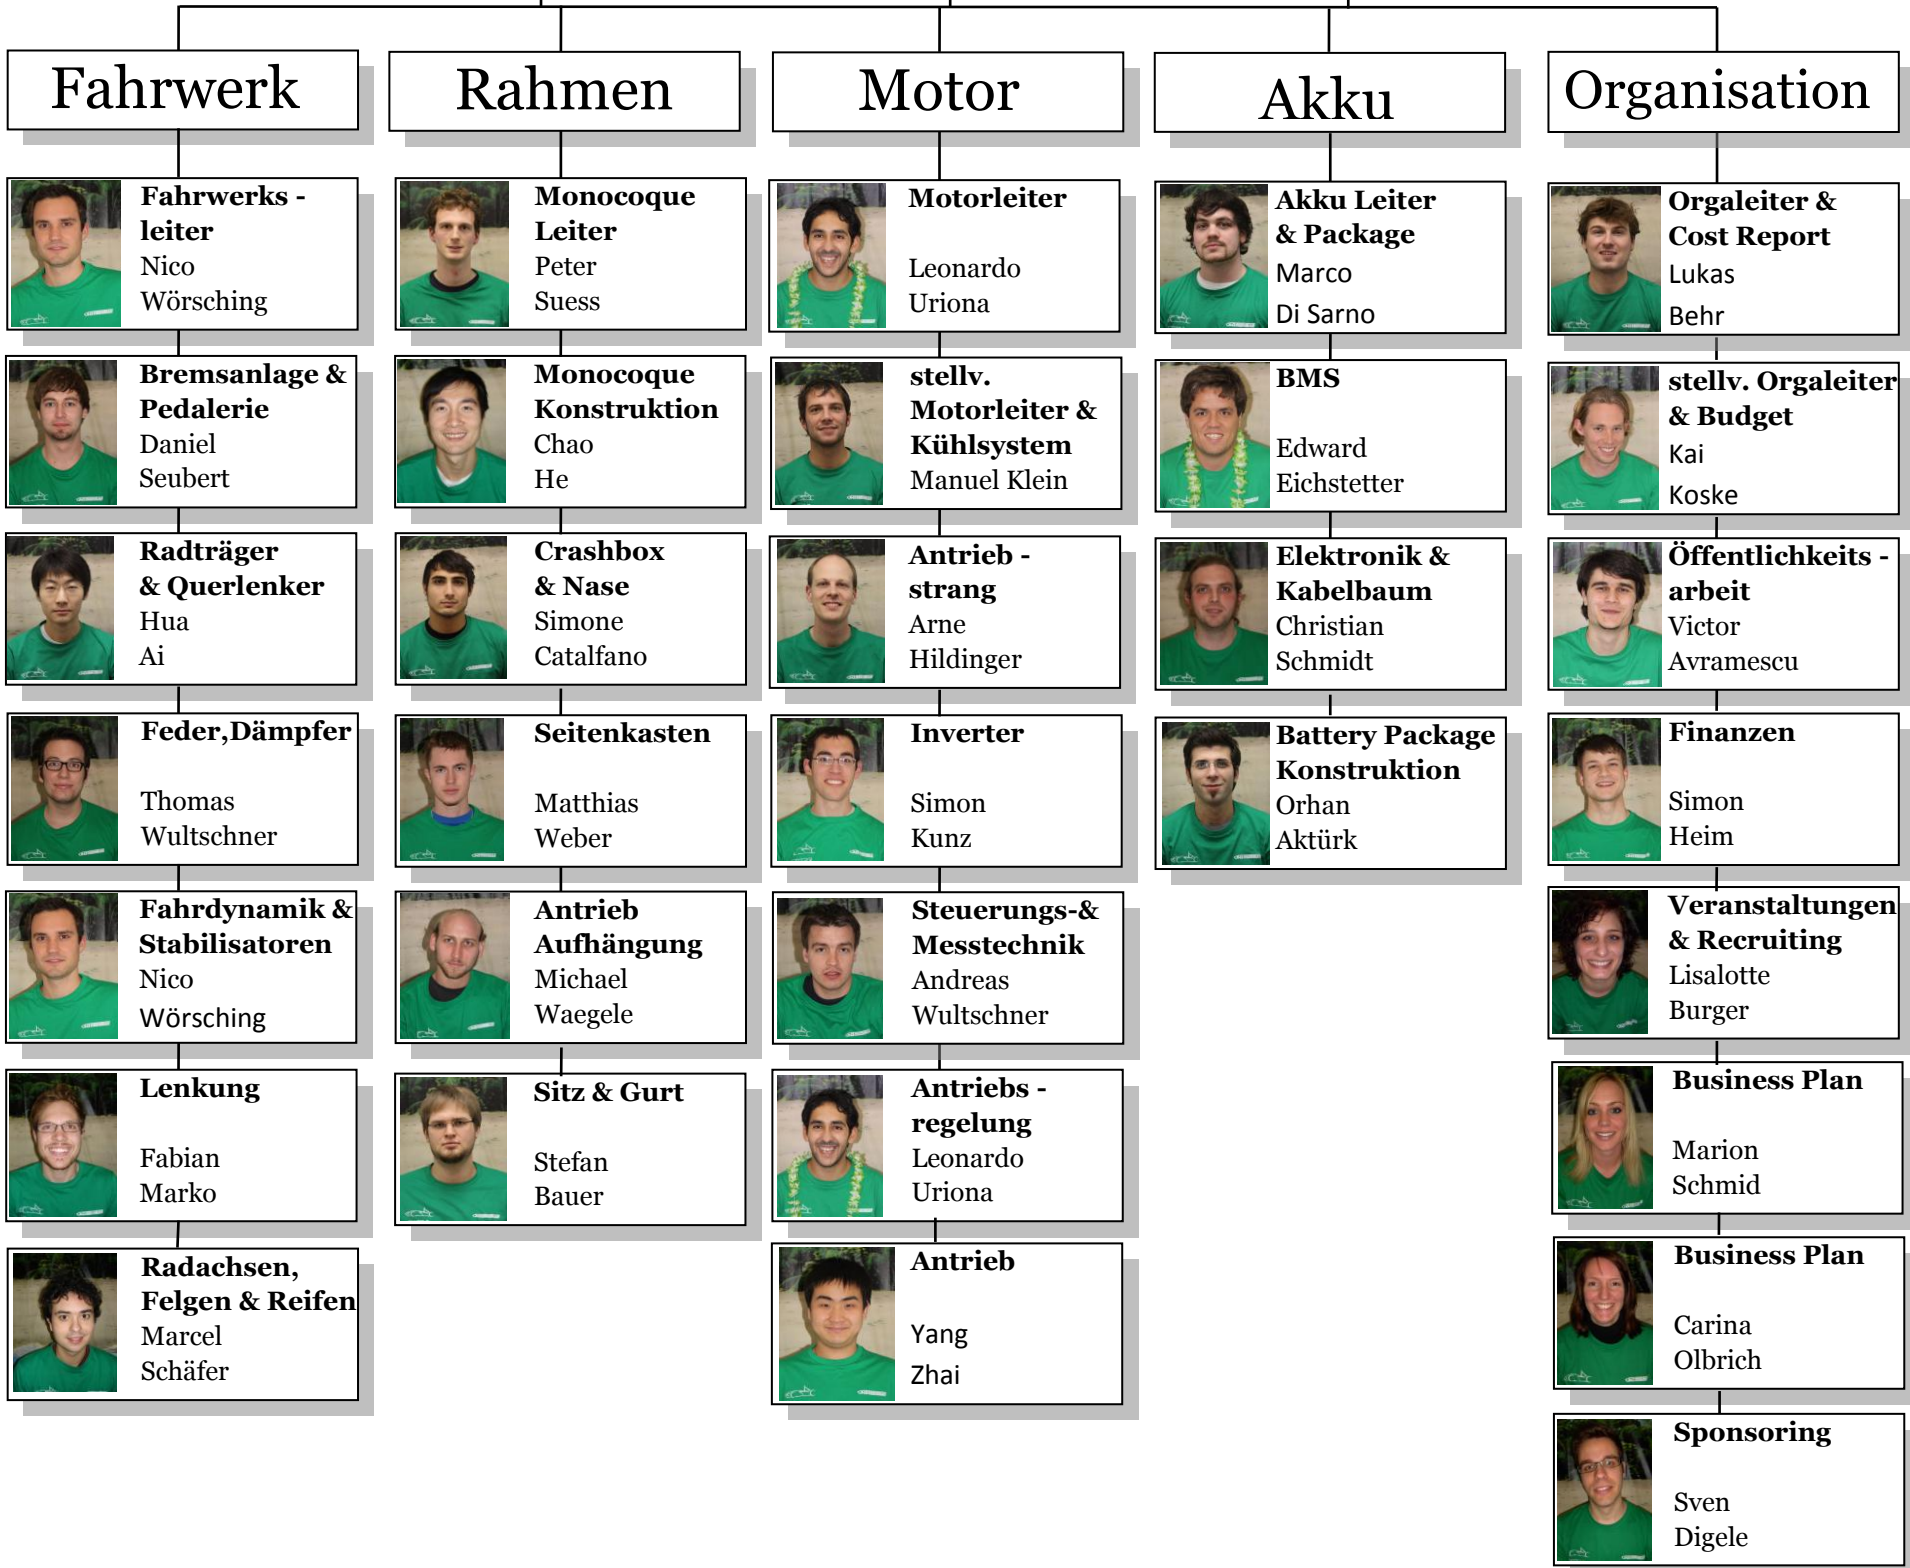 Fahrwerk
Fahrwerks -
leiter
Nico
Wörsching
Bremsanlage &
Pedalerie
Daniel
Seubert
Radträger
& Querlenker
Hua
Ai
Feder,Dämpfer
Thomas
Wultschner
Fahrdynamik &
Stabilisatoren
Nico
Wörsching
Lenkung
Fabian
Marko
Radachsen,
Felgen & Reifen
Marcel
Schäfer
Rahmen
Monocoque
Leiter
Peter
Suess
Monocoque
Konstruktion
Chao
He
Crashbox
& Nase
Simone
Catalfano
Seitenkasten
Matthias
Weber
Antrieb
Aufhängung
Michael
Waegele
Sitz & Gurt
Stefan
Bauer
Motor
Motorleiter
Leonardo
Uriona
stellv.
Motorleiter &
Kühlsystem
Manuel Klein
Antrieb -
strang
Arne
Hildinger
Inverter
Simon
Kunz
Steuerungs-&
Messtechnik
Andreas
Wultschner
Antriebs -
regelung
Leonardo
Uriona
Antrieb
Yang
Zhai
Akku
Akku Leiter
& Package
Marco
Di Sarno
BMS
Edward
Eichstetter
Elektronik &
Kabelbaum
Christian
Schmidt
Battery Package
Konstruktion
Orhan
Aktürk
Organisation
Orgaleiter &
Cost Report
Lukas
Behr
stellv. Orgaleiter
& Budget
Kai
Koske
Öffentlichkeits -
arbeit
Victor
Avramescu
Finanzen
Simon
Heim
Veranstaltungen
& Recruiting
Lisalotte
Burger
Business Plan
Marion
Schmid
Business Plan
Carina
Olbrich
Sponsoring
Sven
Digele